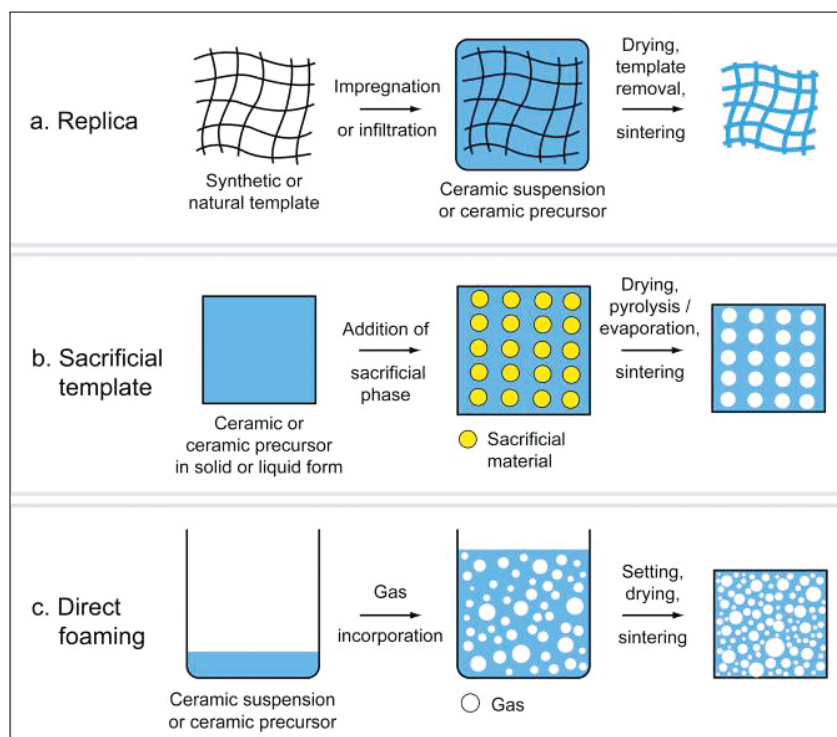 a. Replica
Synthetic or
natural template
Impregnation
or infiltration
Ceramic suspension
or ceramic precursor
Drying,
template
removal,
sintering
b. Sacrificial
template
Ceramic or
ceramic precursor
in solid or liquid form
Addition of
sacrificial
phase
Sacrificial
material
Drying,
pyrolysis /
evaporation,
sintering
c. Direct
foaming
Ceramic suspension
or ceramic precursor
Gas
incorporation
Gas
Setting,
drying,
sintering